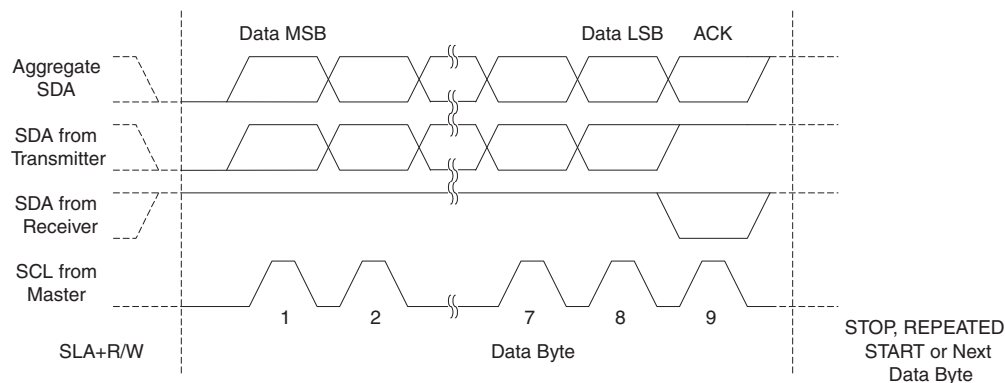 Data MSB
Data LSB
ACK
Aggregate
SDA
SDA from
Transmitter
SDA from
Receiver
SCL from
Master
1
2
7
8
9
SLA+R/W
Data Byte
STOP, REPEATED
START or Next
Data Byte